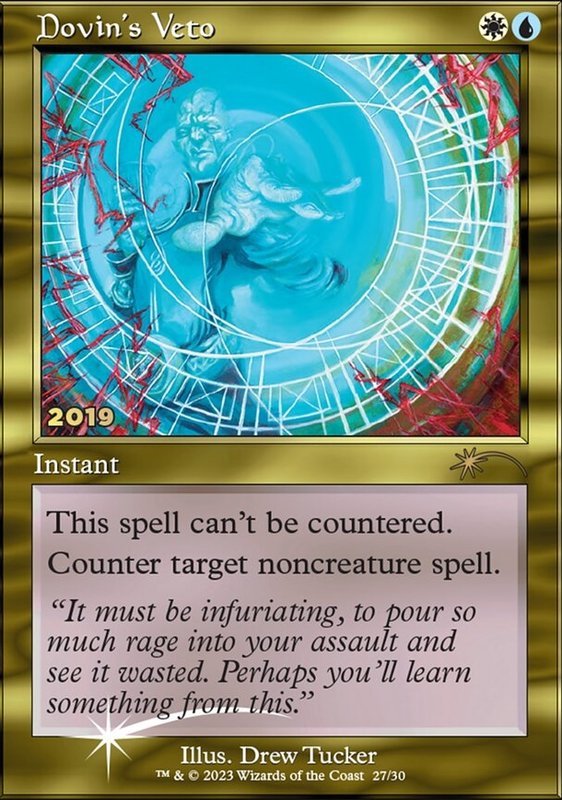 Dovin's Veto
2019
Instant
This spell can't be countered.
Counter target noncreature spell.
“It must be infuriating, to pour so
much rage into your assault and
see it wasted. Perhaps you'll learn
something from this.”
Illus. Drew Tucker
™ & © 2023 Wizards of the Coast 27/30